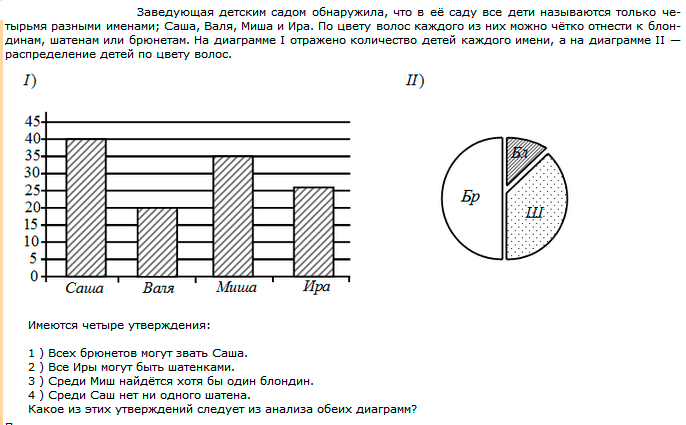 Заведующая детским садом обнаружила, что в её саду все дети называются только че-
тырьмя разными именами; Саша, Валя, Миша и Ира. По цвету волос каждого из них можно чётко отнести к блон-
динам, шатенам или брюнетам. На диаграмме I отражено количество детей каждого имени, а на диаграмме II —
распределение детей по цвету волос.
I)
II)
45
40
35
30
25
20
15
10
5
0
Саша Валя Миша Ира
Бл
Бр
Ш
Имеются четыре утверждения:
1 ) Всех брюнетов могут звать Саша.
2 ) Все Иры могут быть шатенками.
3 ) Среди Миш найдётся хотя бы один блондин.
4 ) Среди Саш нет ни одного шатена.
Какое из этих утверждений следует из анализа обеих диаграмм?